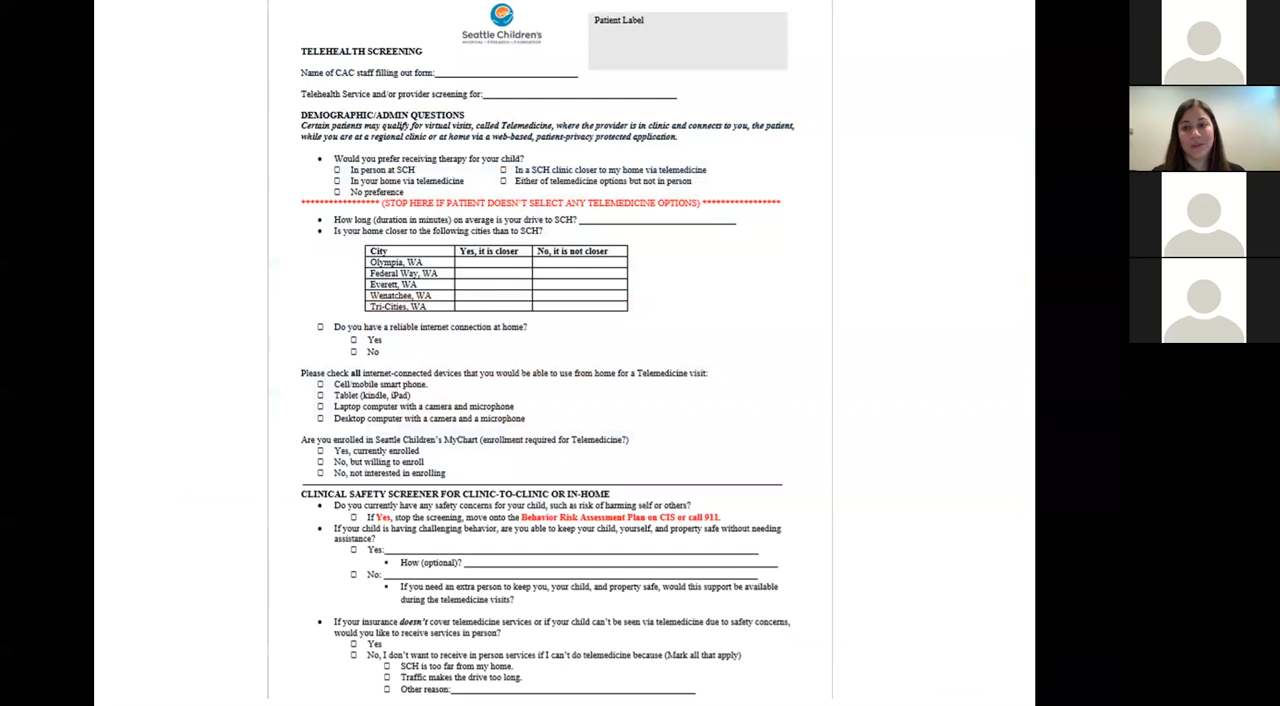 Seattle Children's
HOSPITAL • RESEARCH • FOUNDATION
Patient Label
TELEHEALTH SCREENING
Name of CAC staff filling out form:
Telehealth Service and/or provider screening for:
DEMOGRAPHIC/ADMIN QUESTIONS
Certain patients may qualify for virtual visits, called Telemedicine, where the provider is in clinic and connects to you, the patient,
while you are at a regional clinic or at home via a web-based, patient-privacy protected application.
• Would you prefer receiving therapy for your child?
In person at SCH
In a SCH clinic closer to my home via telemedicine
In your home via telemedicine
Either of telemedicine options but not in person
No preference
***************** (STOP HERE IF PATIENT DOESN'T SELECT ANY TELEMEDICINE OPTIONS) *****************
• How long (duration in minutes) on average is your drive to SCH?
• Is your home closer to the following cities than to SCH?
City Yes, it is closer No, it is not closer
Olympia, WA
Federal Way, WA
Everett, WA
Wenatchee, WA
Tri-Cities, WA
Do you have a reliable internet connection at home?
Yes
No
Please check all internet-connected devices that you would be able to use from home for a Telemedicine visit:
Cell/mobile smart phone.
Tablet (kindle, iPad)
Laptop computer with a camera and microphone
Desktop computer with a camera and a microphone
Are you enrolled in Seattle Children's MyChart (enrollment required for Telemedicine?)
Yes, currently enrolled
No, but willing to enroll
No, not interested in enrolling
CLINICAL SAFETY SCREENER FOR CLINIC-TO-CLINIC OR IN-HOME
• Do you currently have any safety concerns for your child, such as risk of harming self or others?
If Yes, stop the screening, move onto the Behavior Risk Assessment Plan on CIS or call 911.
• If your child is having challenging behavior, are you able to keep your child, yourself, and property safe without needing
assistance?
Yes:
• How (optional)?
No:
• If you need an extra person to keep you, your child, and property safe, would this support be available
during the telemedicine visits?
• If your insurance doesn't cover telemedicine services or if your child can't be seen via telemedicine due to safety concerns,
would you like to receive services in person?
Yes
No, I don't want to receive in person services if I can't do telemedicine because (Mark all that apply)
SCH is too far from my home.
Traffic makes the drive too long.
Other reason: